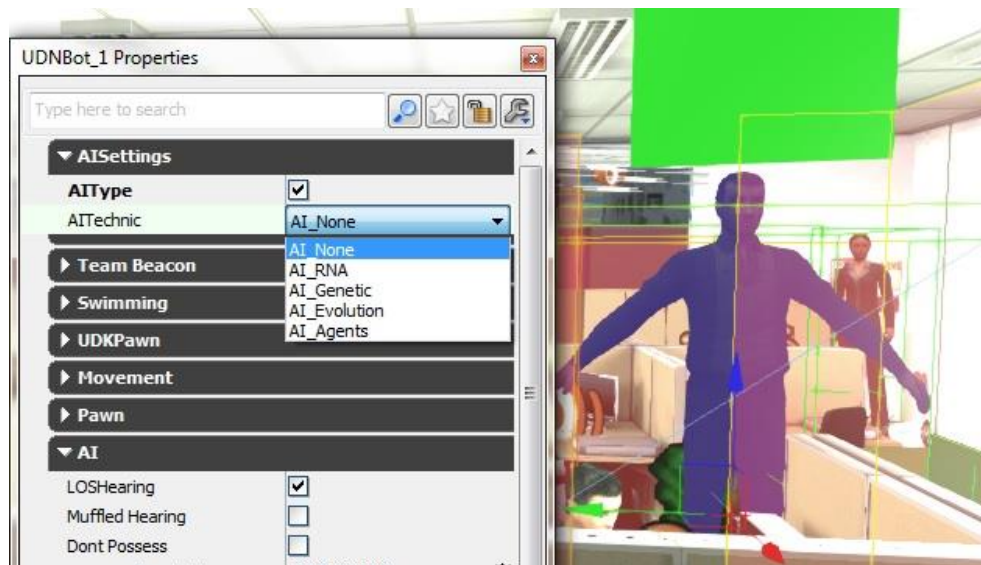 UDNBot_1 Properties
Type here to search
AISettings
AIType
AITechnic AI_None
AI_None
AI_RNA
Team Beacon
AI_Genetic
Swimming
AI_Evolution
AI_Agents
UDKPawn
Movement
Pawn
AI
LOSHearing
Muffled Hearing
Dont Possess